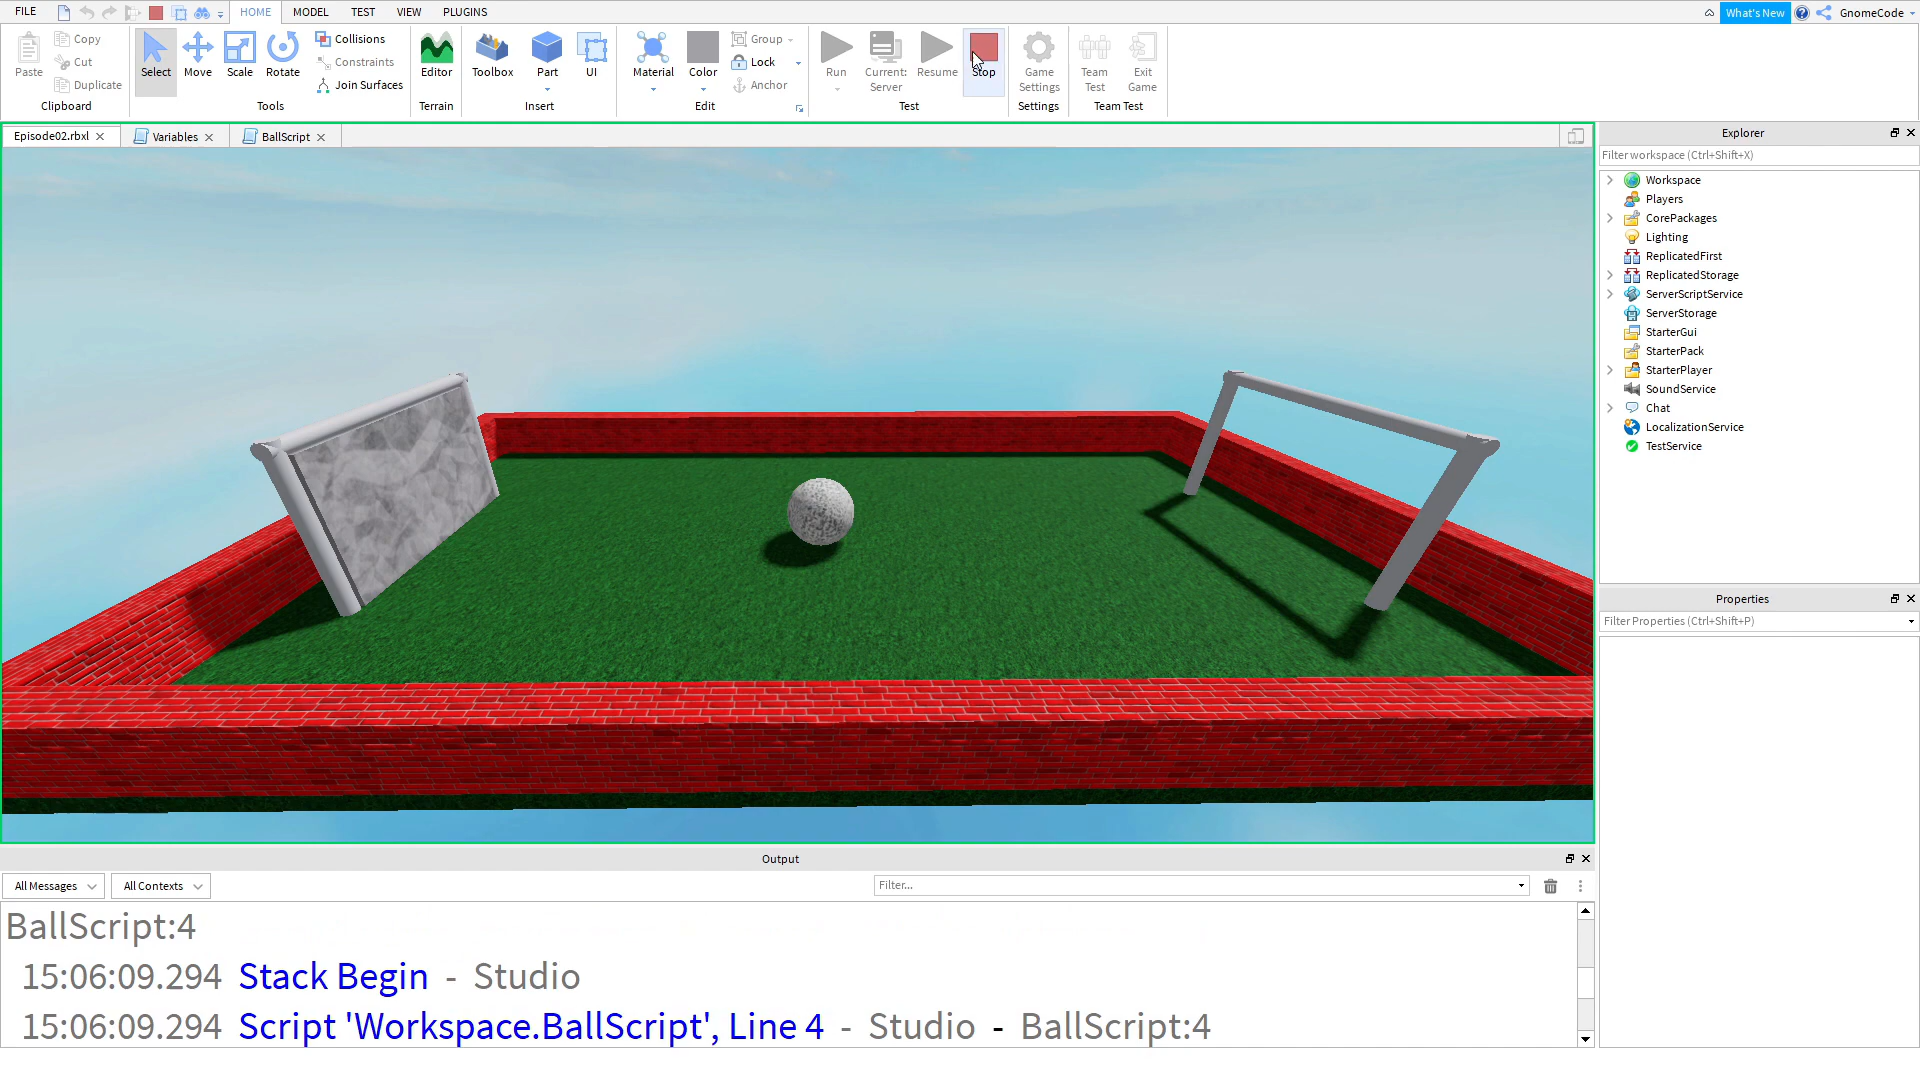 FILE
HOME
MODEL
TEST
VIEW
PLUGINS
What's New
GnomeCode
Paste
Copy
Cut
Duplicate
Clipboard
Select
Move
Scale
Rotate
Collisions
Constraints
Join Surfaces
Tools
Editor
Terrain
Toolbox
Part
UI
Insert
Material
Color
Group
Lock
Anchor
Edit
Run
Current:
Server
Resume
Stop
Test
Game
Settings
Settings
Team
Test
Exit
Game
Team Test
Episode02.rbxl
Variables
BallScript
Explorer
Filter workspace (Ctrl+Shift+X)
Workspace
Players
CorePackages
Lighting
ReplicatedFirst
ReplicatedStorage
ServerScriptService
ServerStorage
StarterGui
StarterPack
StarterPlayer
SoundService
Chat
LocalizationService
TestService
Properties
Filter Properties (Ctrl+Shift+P)
Output
All Messages
All Contexts
Filter...
BallScript:4
15:06:09.294 Stack Begin - Studio
15:06:09.294 Script 'Workspace.BallScript', Line 4 - Studio - BallScript:4